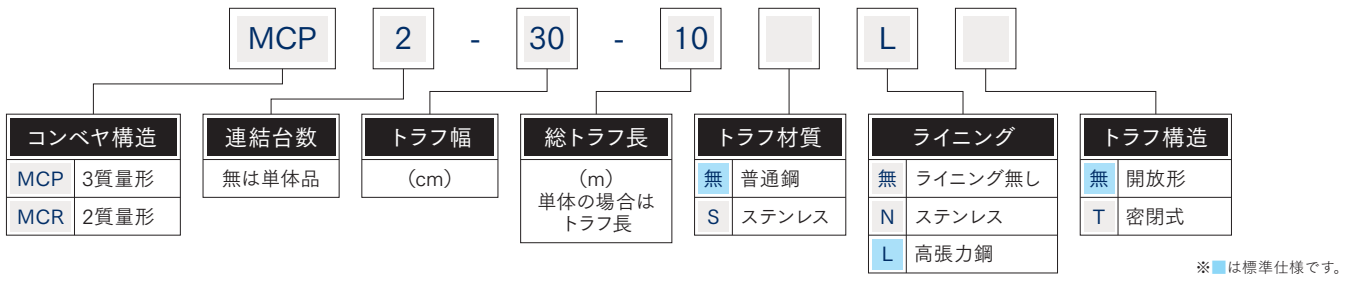 MCP 2 - 30 - 10 L
コンベヤ構造
MCP 3質量形
MCR 2質量形
連結台数
無は単体品
トラフ幅
（cm）
総トラフ長
（m）
単体の場合は
トラフ長
トラフ材質
無 普通鋼
S ステンレス
ライニング
無 ライニング無し
N ステンレス
L 高張力鋼
トラフ構造
無 開放形
T 密閉式
※■は標準仕様です。